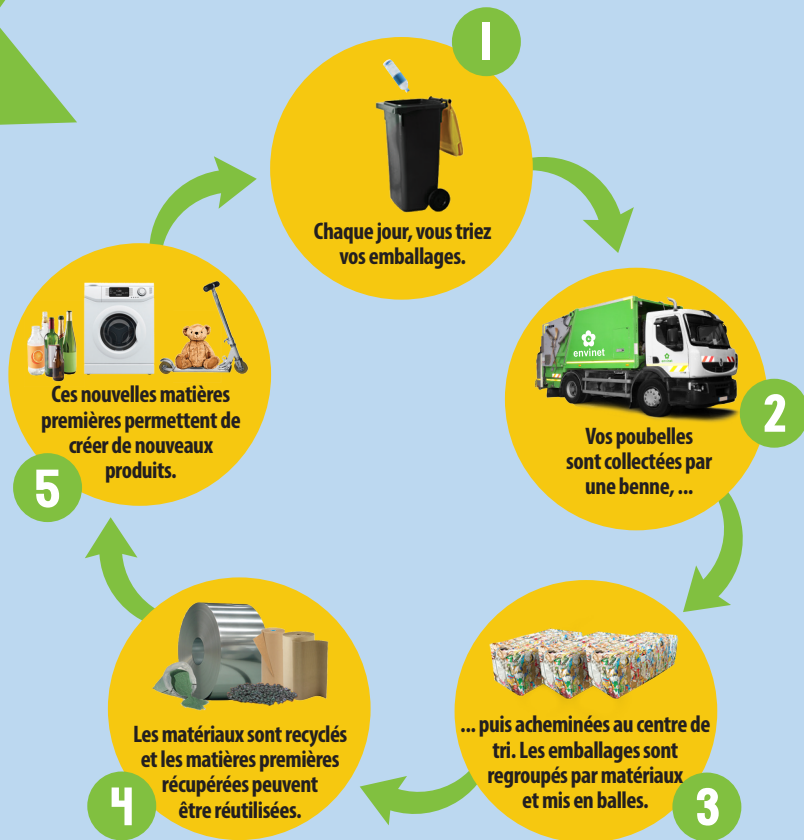 1
Chaque jour, vous triez
vos emballages.
envinet
2
Vos poubelles
sont collectées par
une benne, ...
3
... puis acheminées au centre de
tri. Les emballages sont
regroupés par matériaux
et mis en balles.
4
Les matériaux sont recyclés
et les matières premières
récupérées peuvent
être réutilisées.
5
Ces nouvelles matières
premières permettent de
créer de nouveaux
produits.